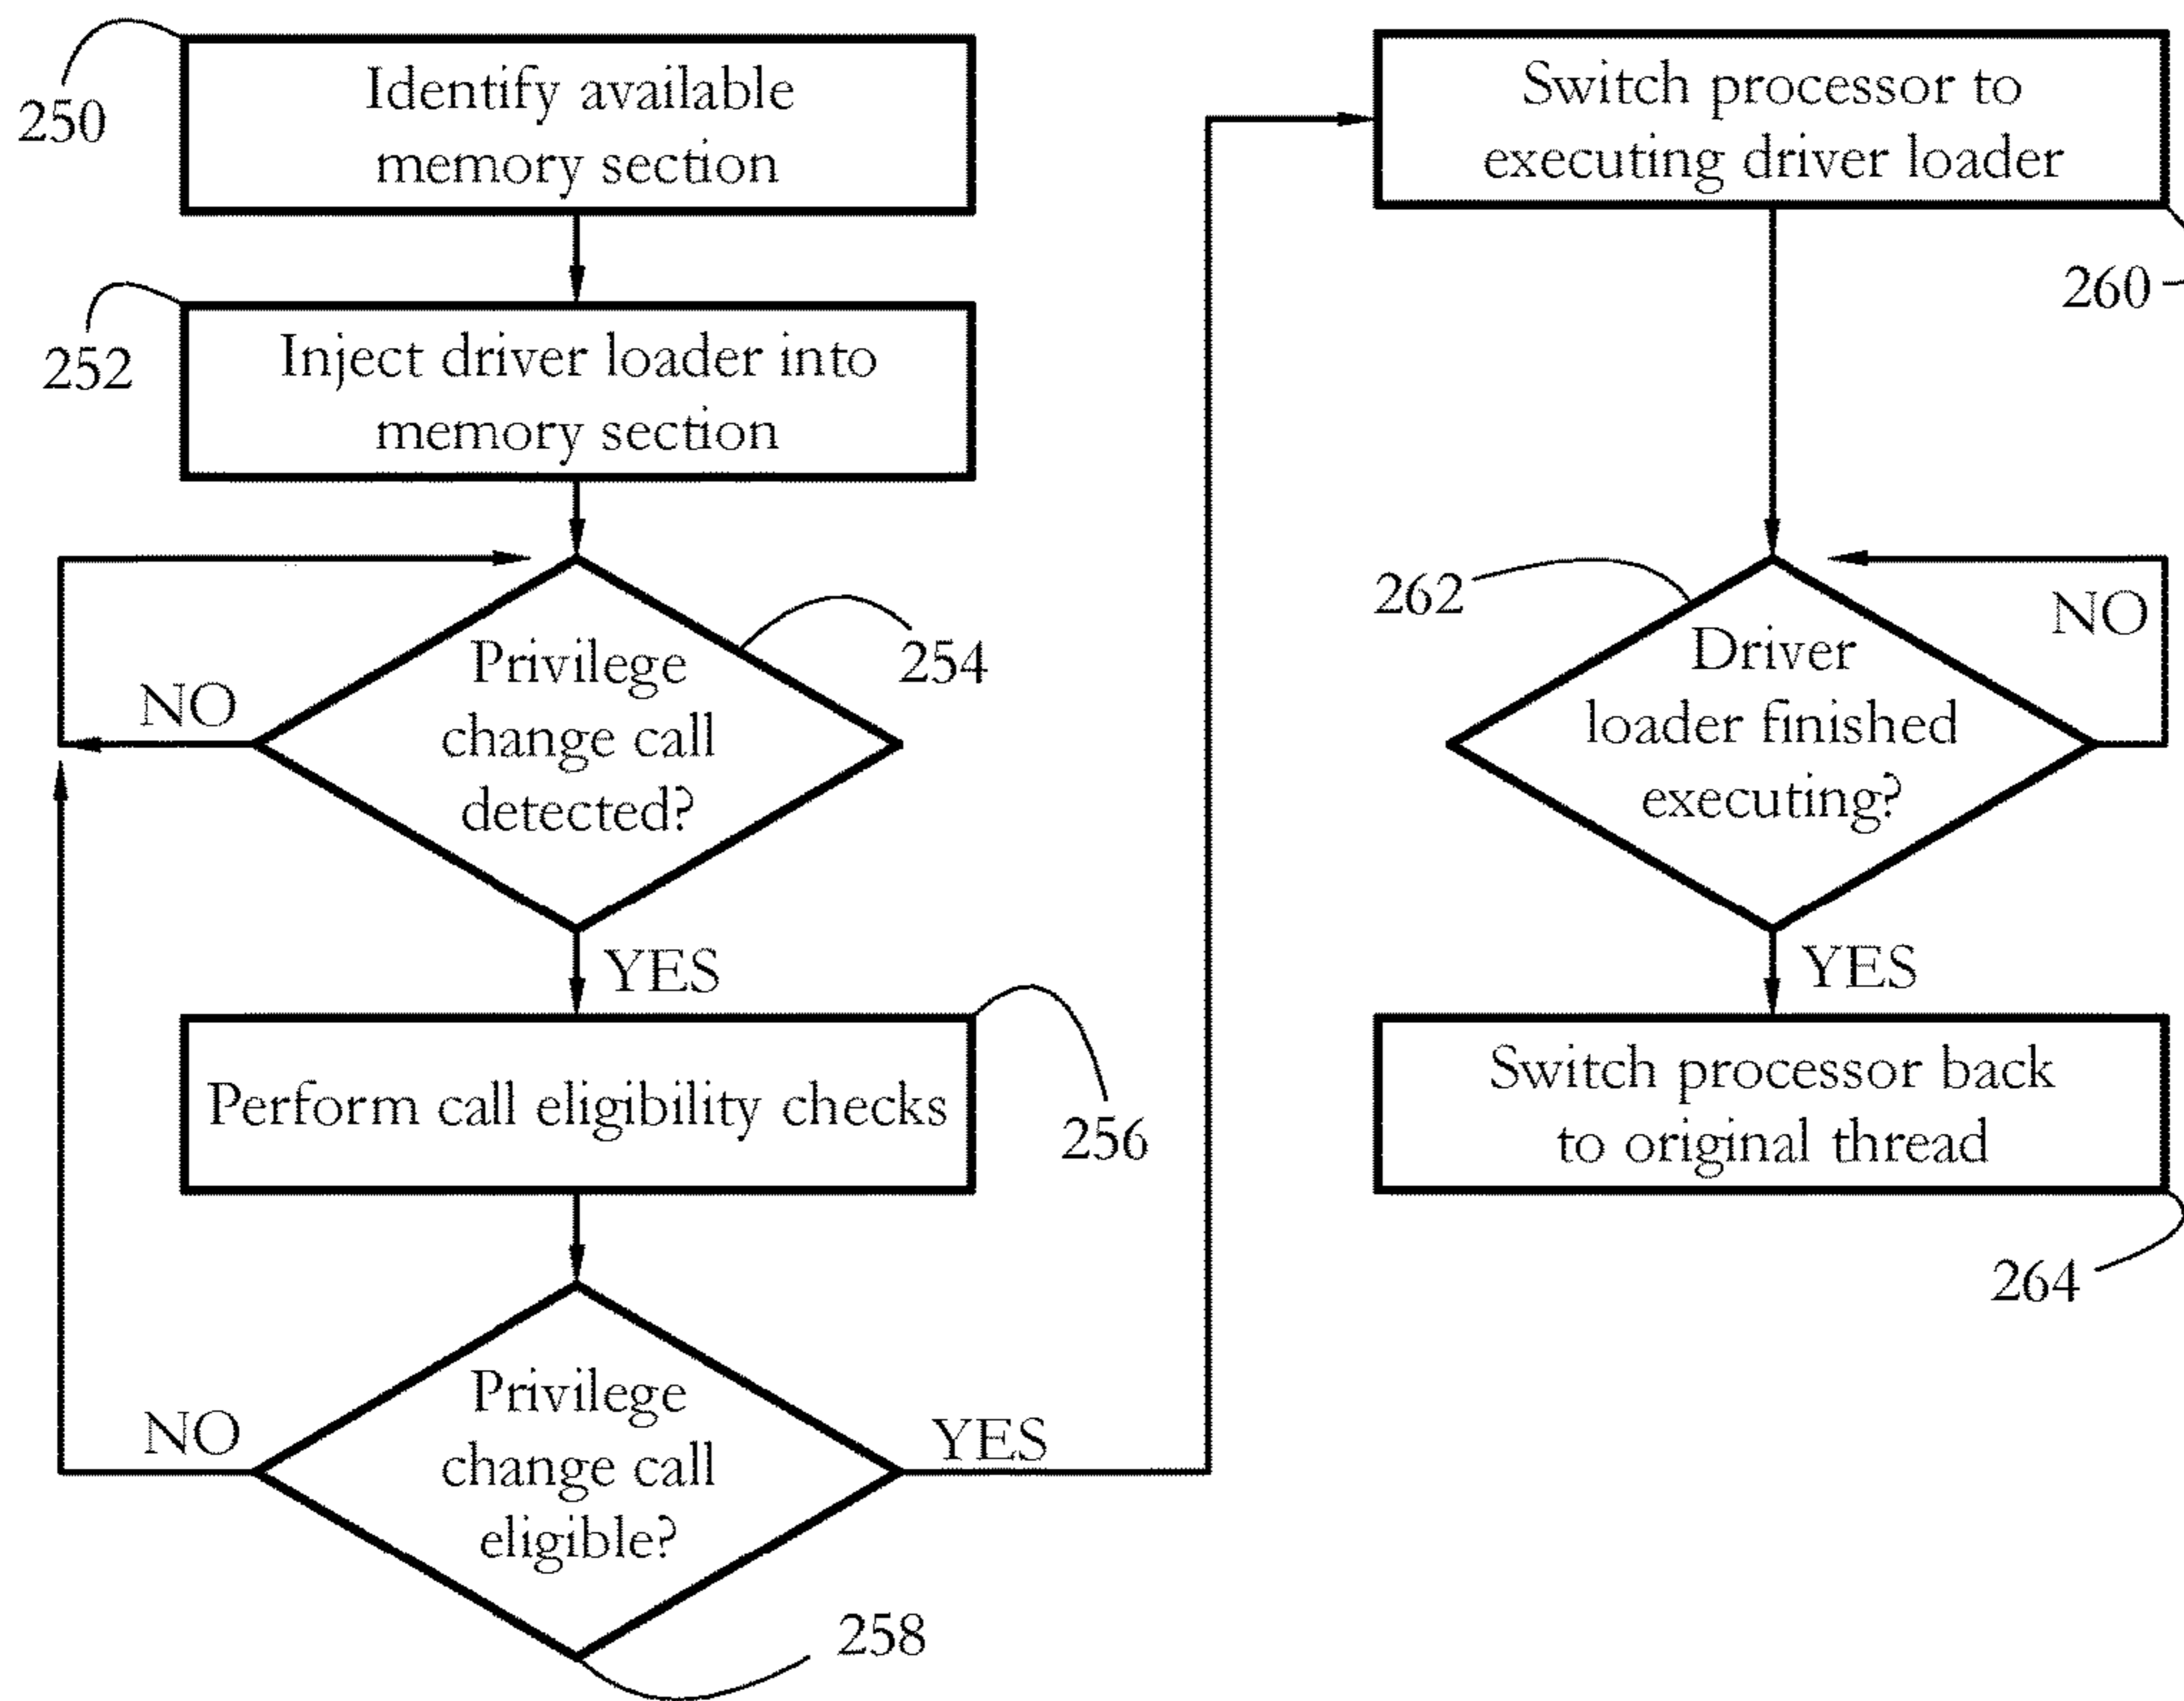 250
Identify available
memory section
252
Inject driver loader into
memory section
Privilege
change call
detected?
254
NO
YES
Perform call eligibility checks
256
Privilege
change call
eligible?
NO
YES
258
Switch processor to
executing driver loader
260
262
Driver
loader finished
executing?
NO
YES
Switch processor back
to original thread
264